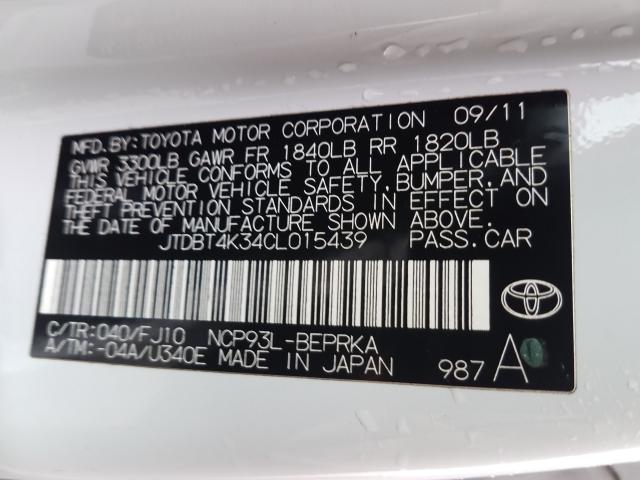 MFD. BY: TOYOTA MOTOR CORPORATION 09/11
GVWR 3300LB GAWR FR 1840LB RR 1820LB
THIS VEHICLE CONFORMS TO ALL APPLICABLE
FEDERAL MOTOR VEHICLE SAFETY, BUMPER, AND
THEFT PREVENTION STANDARDS IN EFFECT ON
THE DATE OF MANUFACTURE SHOWN ABOVE.
JTDBT4K34CL015439 PASS. CAR
C/TR: 040/FJ10 NCP93L-BEPRKA
A/TM: -04A/U340E MADE IN JAPAN 987 A